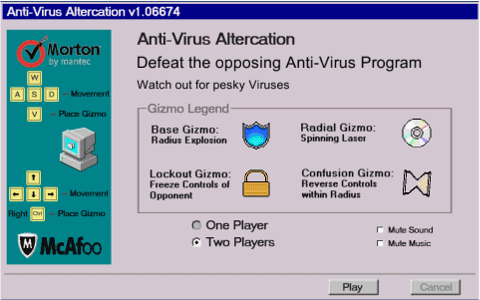 Anti-Virus Altercation v1.06674
Morton
by mantec
W
A S D – Movement
V – Place Gizmo
– Movement
Right Ctrl – Place Gizmo
McAfoo
Anti-Virus Altercation
Defeat the opposing Anti-Virus Program
Watch out for pesky Viruses
Gizmo Legend
Base Gizmo:
Radius Explosion
Radial Gizmo:
Spinning Laser
Lockout Gizmo:
Freeze Controls of
Opponent
Confusion Gizmo:
Reverse Controls
within Radius
One Player
Two Players
Mute Sound
Mute Music
Play
Cancel